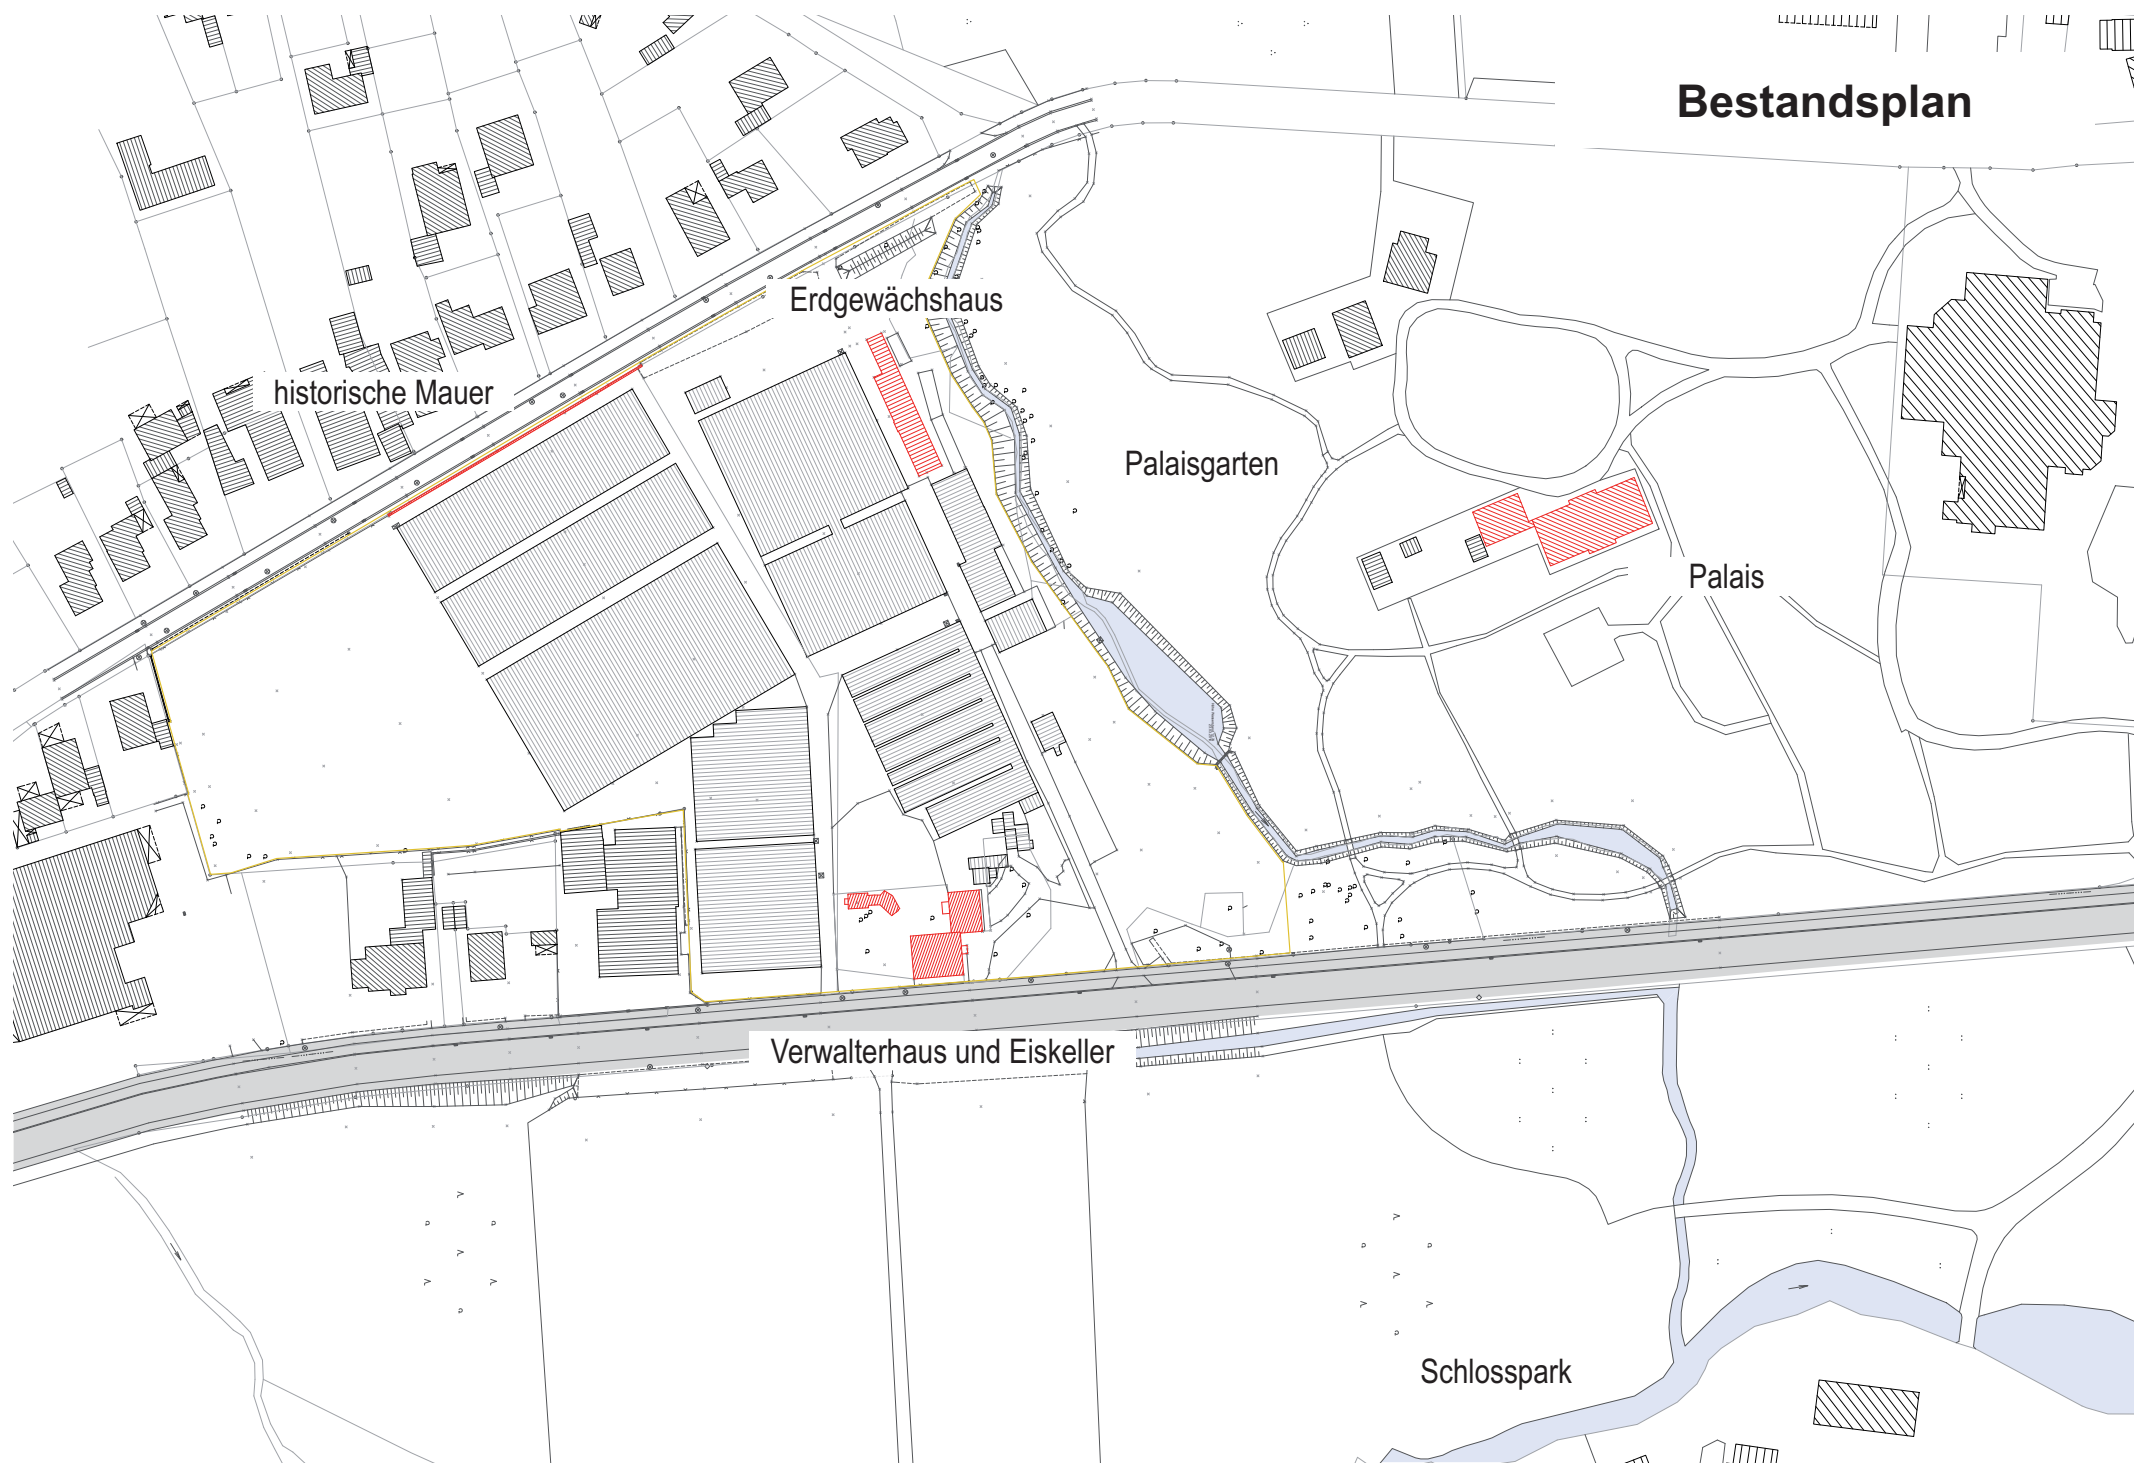 Bestandsplan
Erdgewächshaus
historische Mauer
Palaisgarten
Palais
Verwalterhaus und Eiskeller
Schlosspark